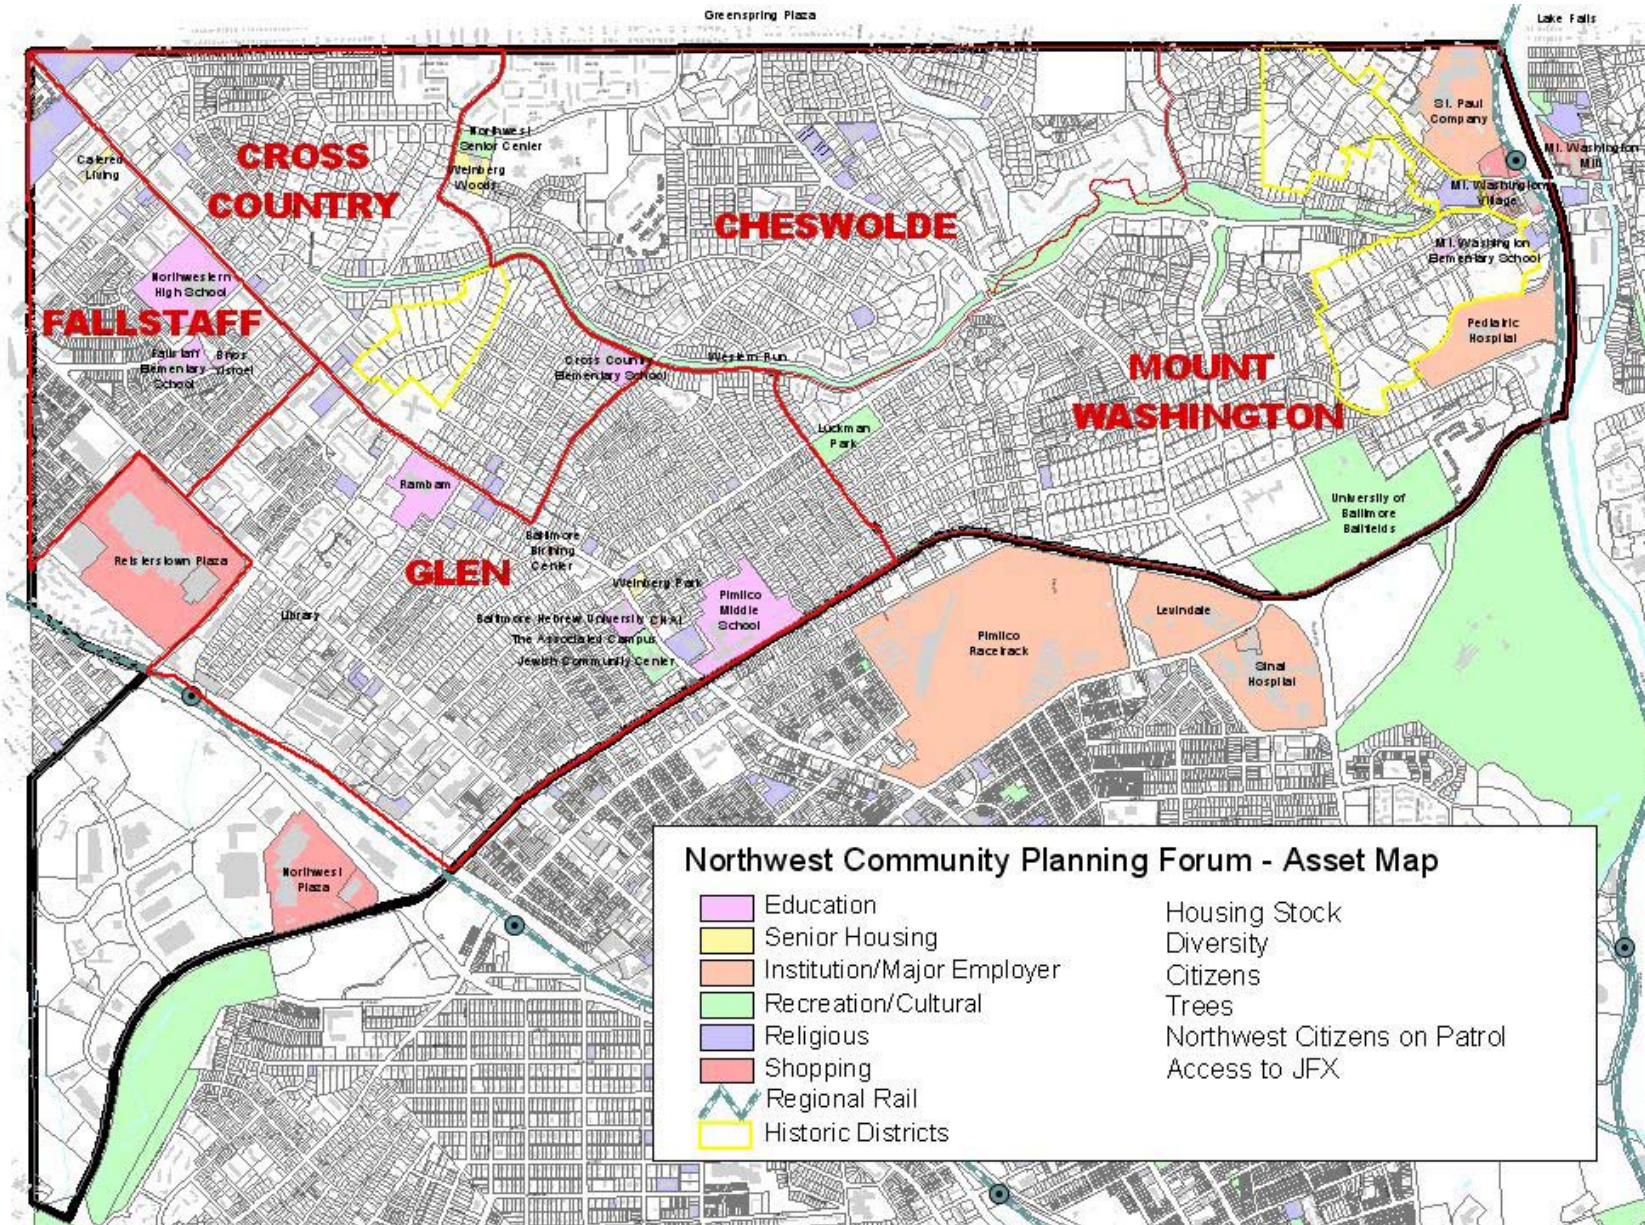 Greenspring Plaza
Lake Falls
St. Paul
Company
Mt. Washington
Mill
Northwest
Senior Center
Weinberg
Woods
Catered
Living
CROSS
COUNTRY
CHESWOLDE
Mt. Washington
Village
Mt. Washington
Elementary School
Northwestern
High School
FALLSTAFF
Fallstaff
Elementary
School
Bnos
Yisroel
Cross Country
Elementary School
Western Run
Pediatric
Hospital
MOUNT
WASHINGTON
Luckman
Park
Rambam
University of
Baltimore
Ballfields
Reisterstown Plaza
GLEN
Baltimore
Birthing
Center
Weinberg Park
Pimlico
Middle
School
Library
Baltimore Hebrew University
CHAI
The Associated Campus
Jewish Community Center
Pimlico
Racetrack
Levindale
Sinai
Hospital
Northwest
Plaza
Northwest Community Planning Forum - Asset Map
Education
Senior Housing
Institution/Major Employer
Recreation/Cultural
Religious
Shopping
Regional Rail
Historic Districts
Housing Stock
Diversity
Citizens
Trees
Northwest Citizens on Patrol
Access to JFX